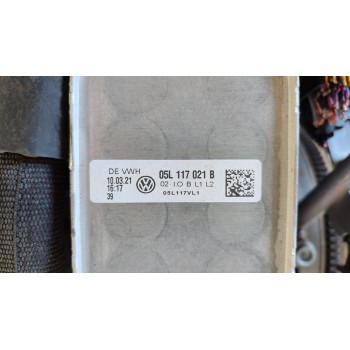 DE VWH
10.03.21
16:17
39
05L 117 021 B
02 I.O B L1 L2
05L117VL1